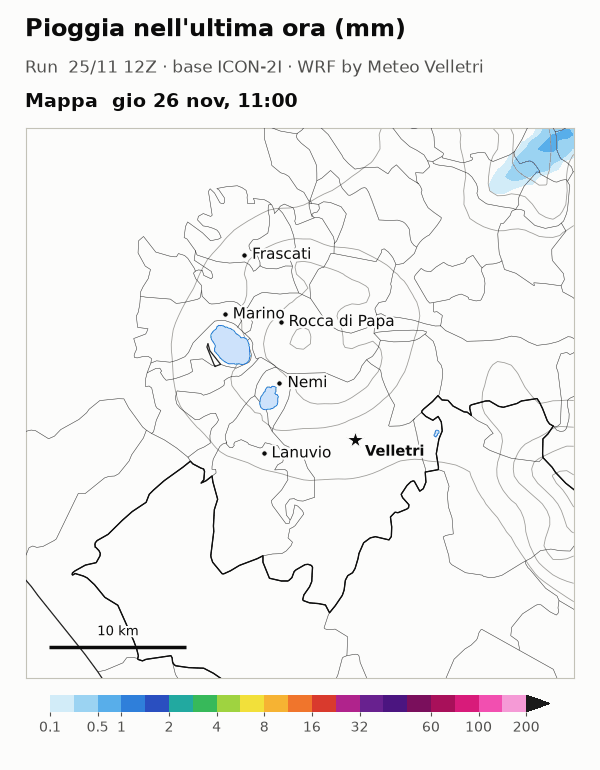 Pioggia nell'ultima ora (mm)
Run  25/11 12Z · base ICON-2I · WRF by Meteo Velletri
Mappa  gio 26 nov, 11:00
Frascati
Marino
Rocca di Papa
Nemi
Velletri
Lanuvio
10 km
0.1 0.5 1 2 4 8 16 32 60 100 200